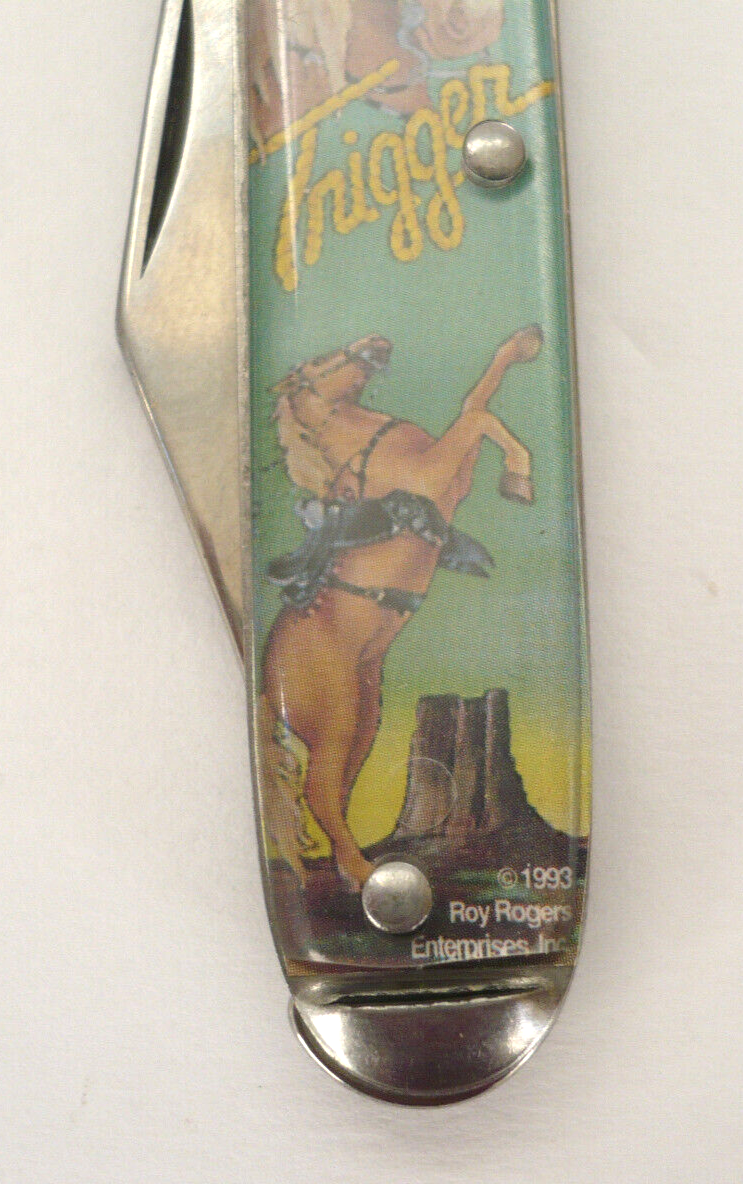 Trigger
© 1993
Roy Rogers
Enterprises, Inc.